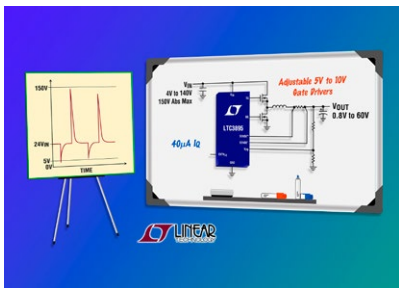 150V
24VIN
5V
0V
TIME
VIN
4V to 140V
150V Abs Max
Adjustable 5V to 10V
Gate Drivers
LTC3895
VOUT
0.8V to 60V
40µA IQ
LINEAR
TECHNOLOGY